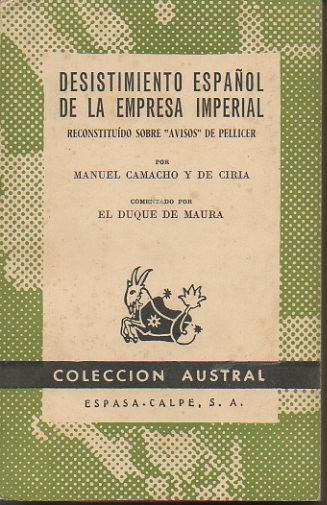 DESISTIMIENTO ESPAÑOL
DE LA EMPRESA IMPERIAL
RECONSTITUÍDO SOBRE "AVISOS" DE PELLICER
POR
MANUEL CAMACHO Y DE CIRIA
COMENTADO POR
EL DUQUE DE MAURA
COLECCION AUSTRAL
ESPASA-CALPE, S. A.